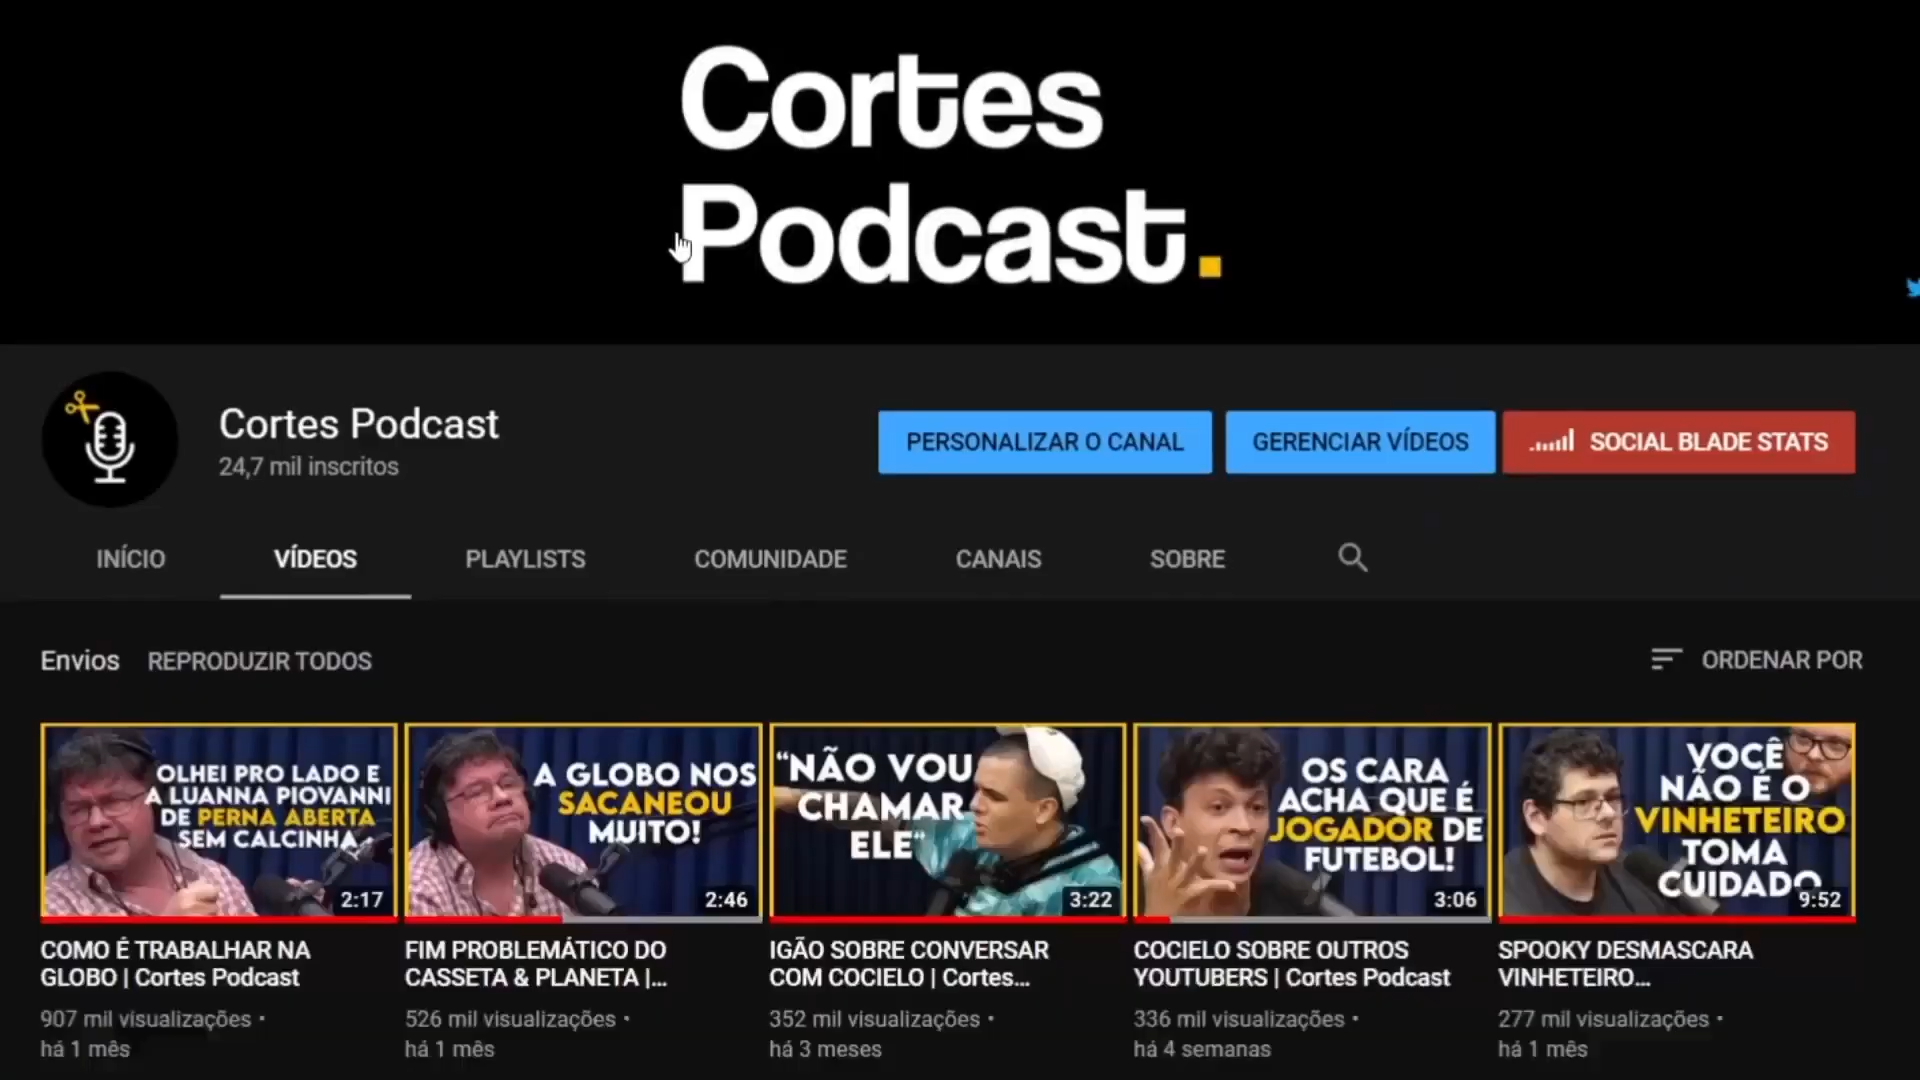 Cortes
Podcast.
Cortes Podcast
24,7 mil inscritos
PERSONALIZAR O CANAL
GERENCIAR VÍDEOS
SOCIAL BLADE STATS
INÍCIO
VÍDEOS
PLAYLISTS
COMUNIDADE
CANAIS
SOBRE
Envios
REPRODUZIR TODOS
ORDENAR POR
OLHEI PRO LADO E
A LUANNA PIOVANNI
DE PERNA ABERTA
SEM CALCINHA
2:17
COMO É TRABALHAR NA
GLOBO | Cortes Podcast
907 mil visualizações •
há 1 mês
A GLOBO NOS
SACANEOU
MUITO!
2:46
FIM PROBLEMÁTICO DO
CASSETA & PLANETA |...
526 mil visualizações •
há 1 mês
“NÃO VOU
CHAMAR
ELE“
3:22
IGÃO SOBRE CONVERSAR
COM COCIELO | Cortes...
352 mil visualizações •
há 3 meses
OS CARA
ACHA QUE É
JOGADOR DE
FUTEBOL!
3:06
COCIELO SOBRE OUTROS
YOUTUBERS | Cortes Podcast
336 mil visualizações •
há 4 semanas
VOCÊ
NÃO É O
VINHETEIRO
TOMA
CUIDADO
9:52
SPOOKY DESMASCARA
VINHETEIRO...
277 mil visualizações •
há 1 mês